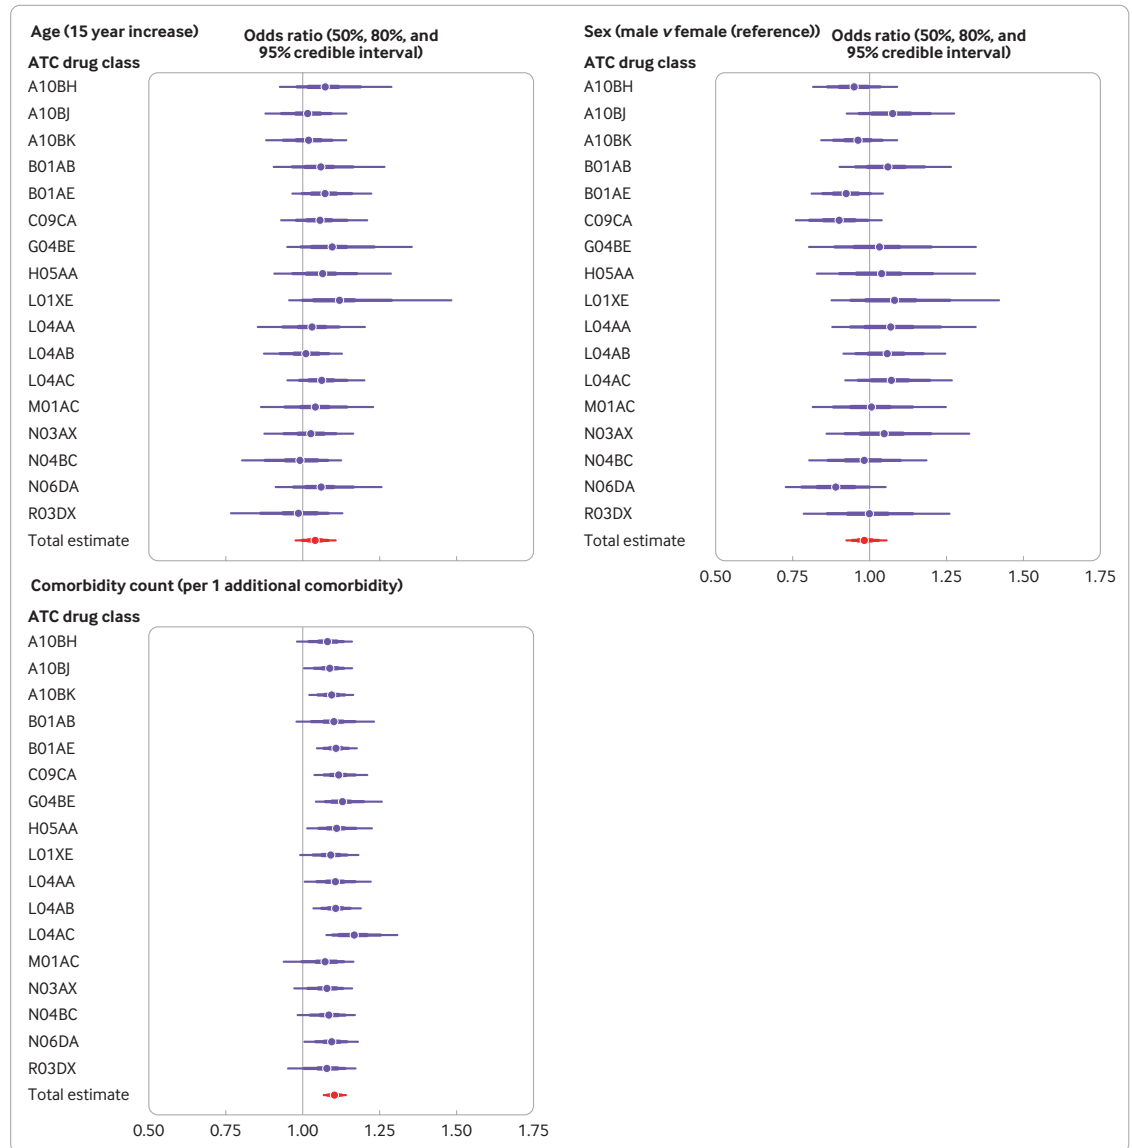 Age (15 year increase)
Odds ratio (50%, 80%, and
95% credible interval)
ATC drug class
A10BH
A10BJ
A10BK
B01AB
B01AE
C09CA
G04BE
H05AA
L01XE
L04AA
L04AB
L04AC
M01AC
N03AX
N04BC
N06DA
R03DX
Total estimate
Sex (male v female (reference))
Odds ratio (50%, 80%, and
95% credible interval)
ATC drug class
A10BH
A10BJ
A10BK
B01AB
B01AE
C09CA
G04BE
H05AA
L01XE
L04AA
L04AB
L04AC
M01AC
N03AX
N04BC
N06DA
R03DX
Total estimate
0.50 0.75 1.00 1.25 1.50 1.75
Comorbidity count (per 1 additional comorbidity)
ATC drug class
A10BH
A10BJ
A10BK
B01AB
B01AE
C09CA
G04BE
H05AA
L01XE
L04AA
L04AB
L04AC
M01AC
N03AX
N04BC
N06DA
R03DX
Total estimate
0.50 0.75 1.00 1.25 1.50 1.75